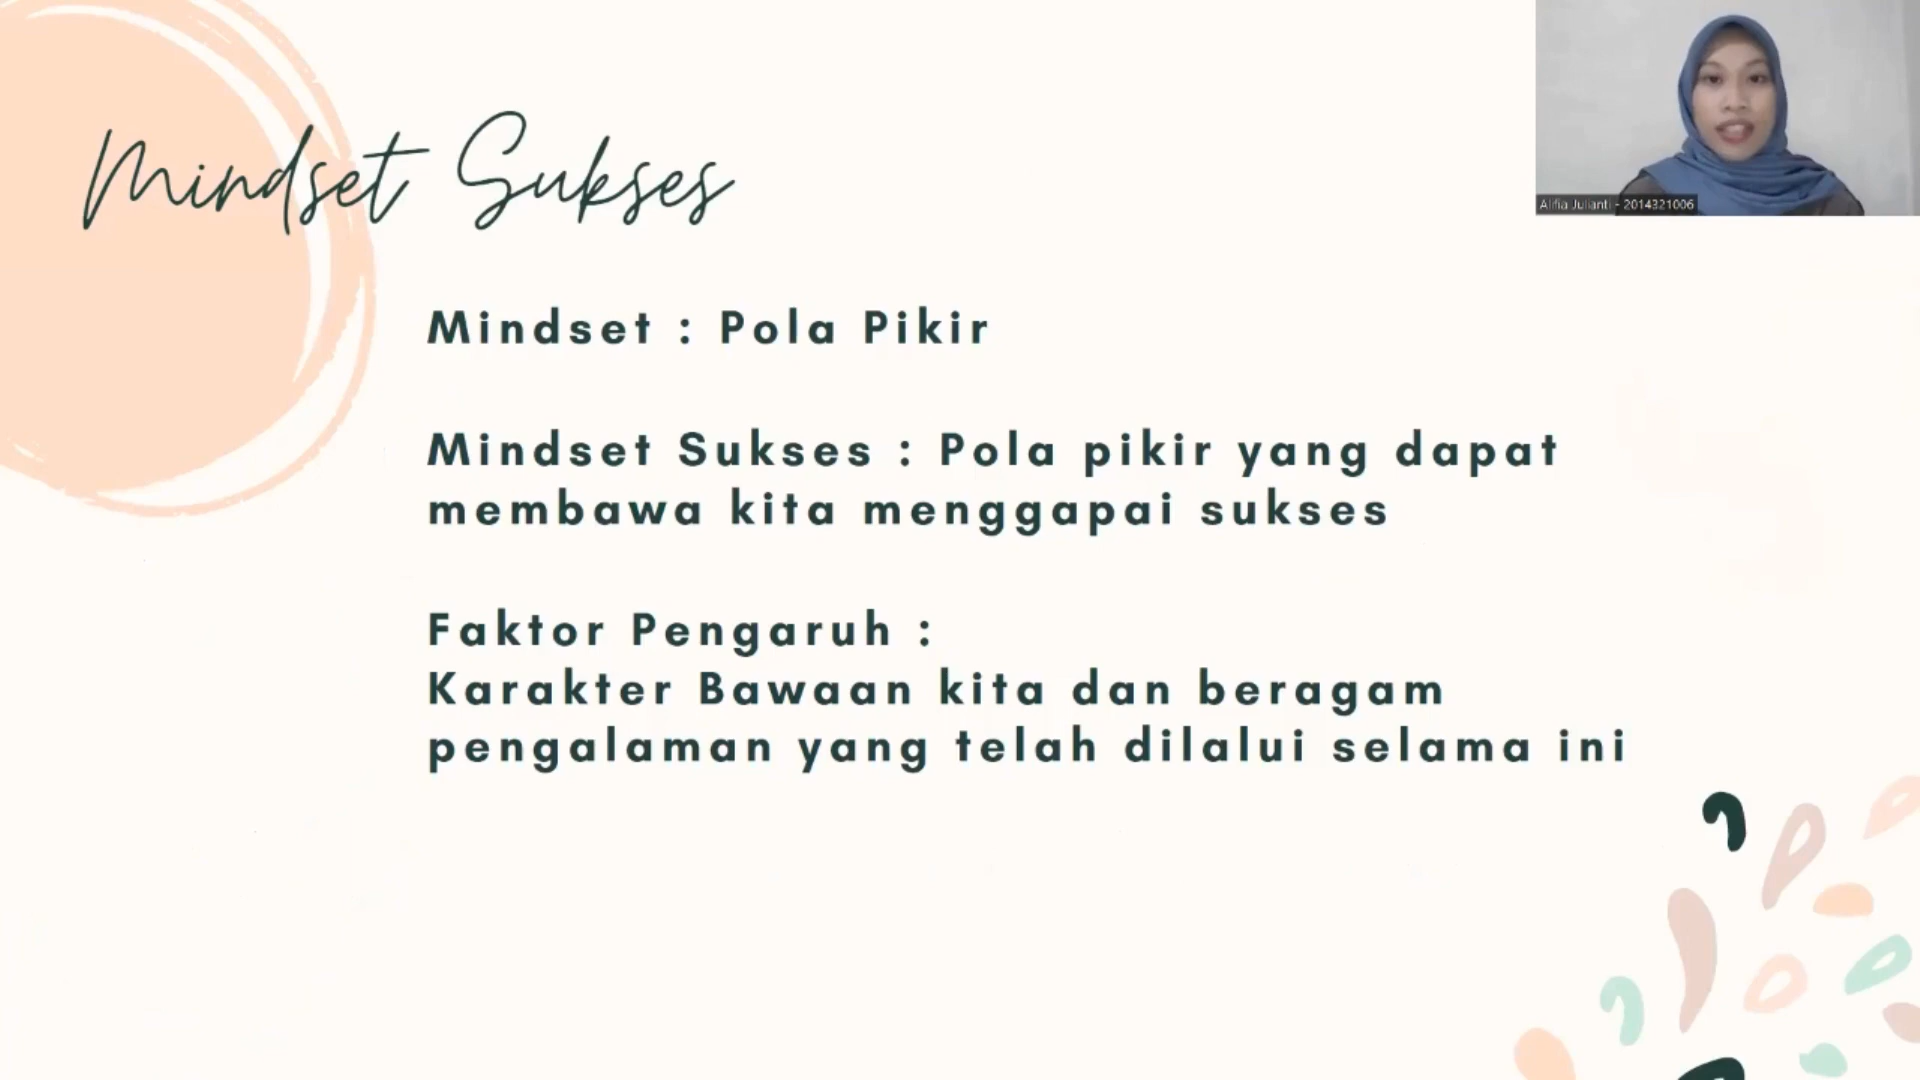 Mindset Sukses
Alifia Julianti - 2014321006
Mindset : Pola Pikir
Mindset Sukses : Pola pikir yang dapat
membawa kita menggapai sukses
Faktor Pengaruh :
Karakter Bawaan kita dan beragam
pengalaman yang telah dilalui selama ini